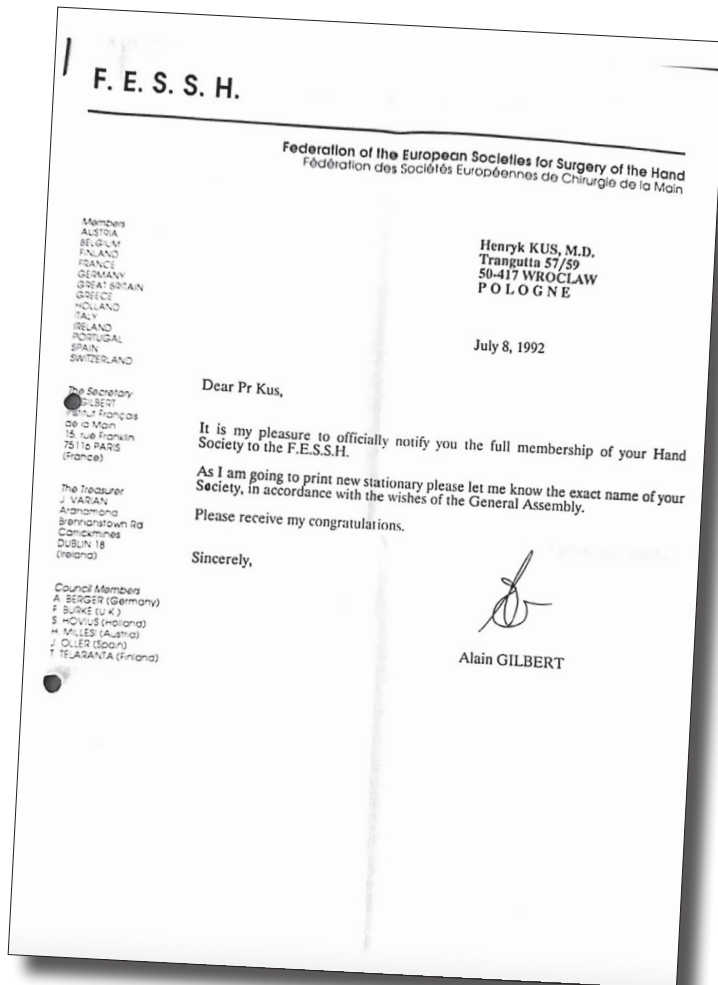 F. E. S. S. H.
Federation of the European Societies for Surgery of the Hand
Fédération des Sociétés Européennes de Chirurgie de la Main
Members
AUSTRIA
BELGIUM
FINLAND
FRANCE
GERMANY
GREAT BRITAIN
GREECE
HOLLAND
ITALY
IRELAND
PORTUGAL
SPAIN
SWITZERLAND
The Secretary
GILBERT
Institut Français
de la Main
15, rue Franklin
75116 PARIS
(France)
The Treasurer
J. VARIAN
Aranamona
Brennanstown Rd
Carrickmines
DUBLIN 18
(Ireland)
Council Members
A. BERGER (Germany)
F. BURKE (U K )
S. HOVIUS (Holland)
H. MILLESI (Austria)
J. OLLER (Spain)
T. TELARANTA (Finland)
Henryk KUS, M.D.
Trangutta 57/59
50-417 WROCLAW
P O L O G N E
July 8, 1992
Dear Pr Kus,
It is my pleasure to officially notify you the full membership of your Hand
Society to the F.E.S.S.H.
As I am going to print new stationary please let me know the exact name of your
Society, in accordance with the wishes of the General Assembly.
Please receive my congratulations.
Sincerely,
Alain GILBERT